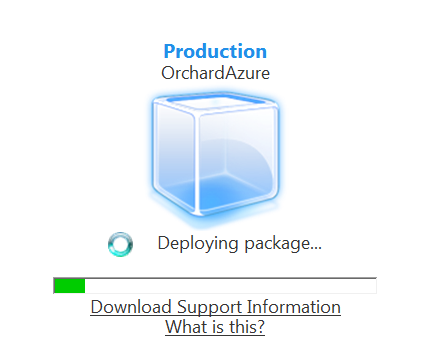 Production
OrchardAzure
Deploying package...
Download Support Information
What is this?